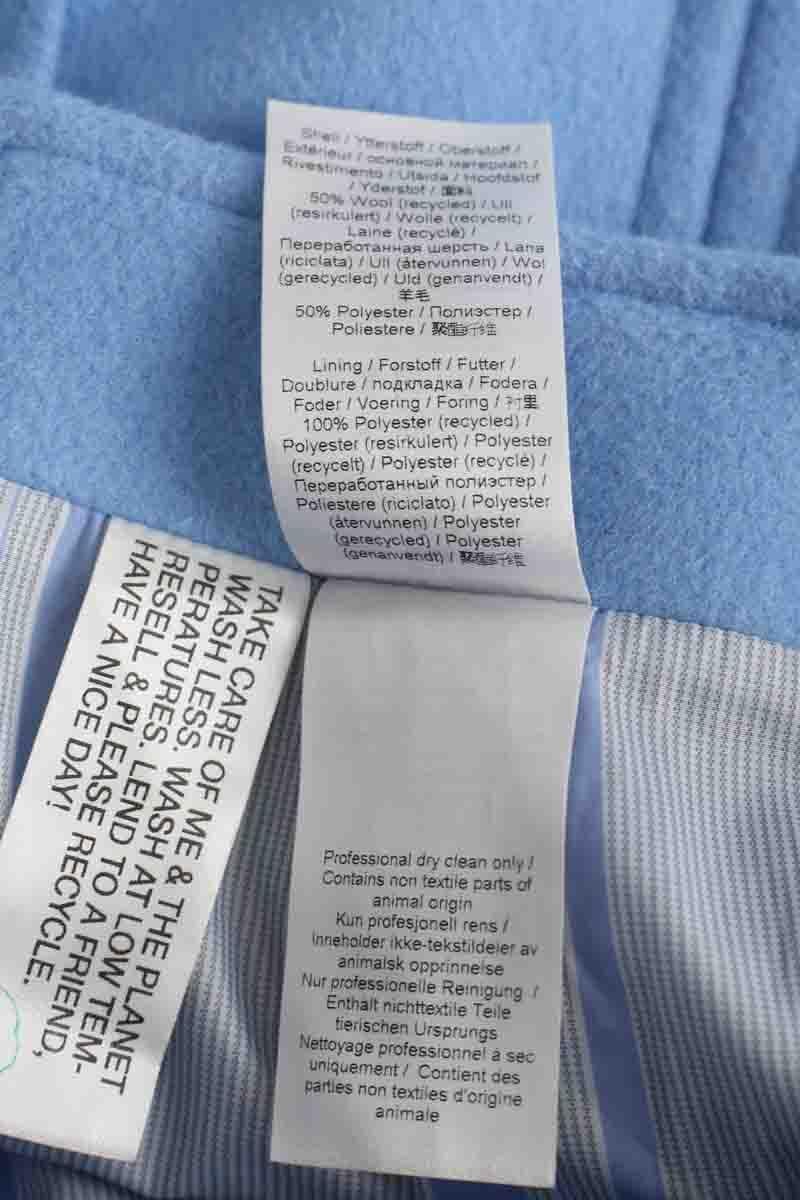 Shell / Ytterstoff / Oberstoff /
Extérieur / основной материал /
Rivestimento / Utsida / Hoofdstof
/ Yderstof / 面料
50% Wool (recycled) / Ull
(resirkulert) / Wolle (recycelt) /
Laine (recyclé) /
Переработанная шерсть / Lana
(riciclata) / Ull (återvunnen) / Wol
(gerecycled) / Uld (genanvendt) /
羊毛
50% Polyester / Полиэстер /
Poliestere / 聚酯纤维
Lining / Forstoff / Futter /
Doublure / подкладка / Fodera /
Foder / Voering / Foring / 衬里
100% Polyester (recycled) /
Polyester (resirkulert) / Polyester
(recycelt) / Polyester (recyclé) /
Переработанный полиэстер /
Poliestere (riciclato) / Polyester
(återvunnen) / Polyester
(gerecycled) / Polyester
(genanvendt) / 聚酯纤维
TAKE CARE OF ME & THE PLANET
WASH LESS. WASH AT LOW TEM-
PERATURES. LEND TO A FRIEND,
RESELL & PLEASE RECYCLE.
HAVE A NICE DAY!
Professional dry clean only /
Contains non textile parts of
animal origin
Kun profesjonell rens /
Inneholder ikke-tekstildeler av
animalsk opprinnelse
Nur professionelle Reinigung /
Enthält nichttextile Teile
tierischen Ursprungs
Nettoyage professionnel à sec
uniquement / Contient des
parties non textiles d'origine
animale